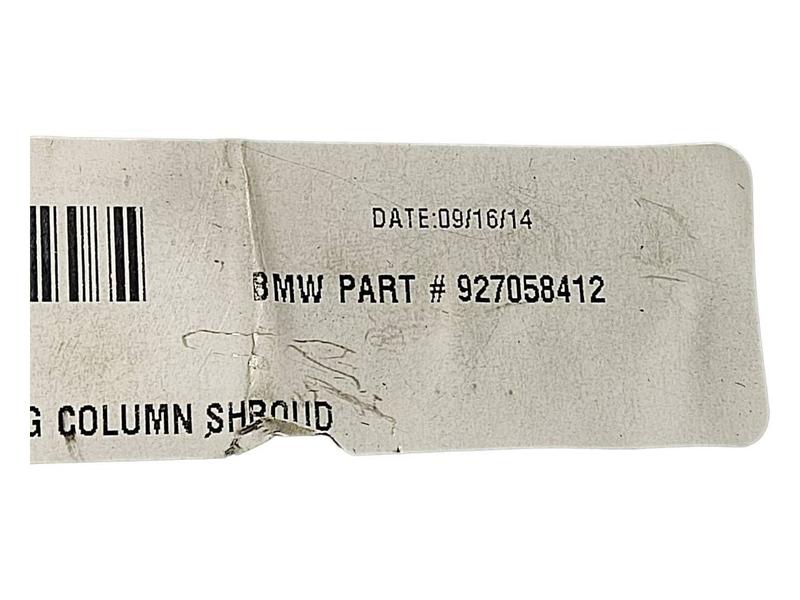 DATE:09/16/14
BMW PART # 927058412
G COLUMN SHROUD